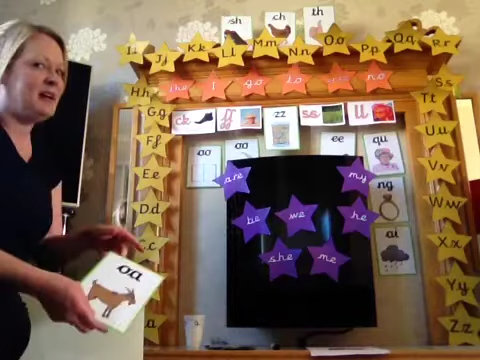 sh ch th
Ii Jj Kk Ll Mm Nn Oo Pp Qq Rr
the I go to no
Hh Ss
Gg ck ff zz ss ll Tt
Ff oo oo ee qu Uu
Ee are my ng Vv
Dd be we he Ww
Cc she me ai Xx
oa Yy
Zz